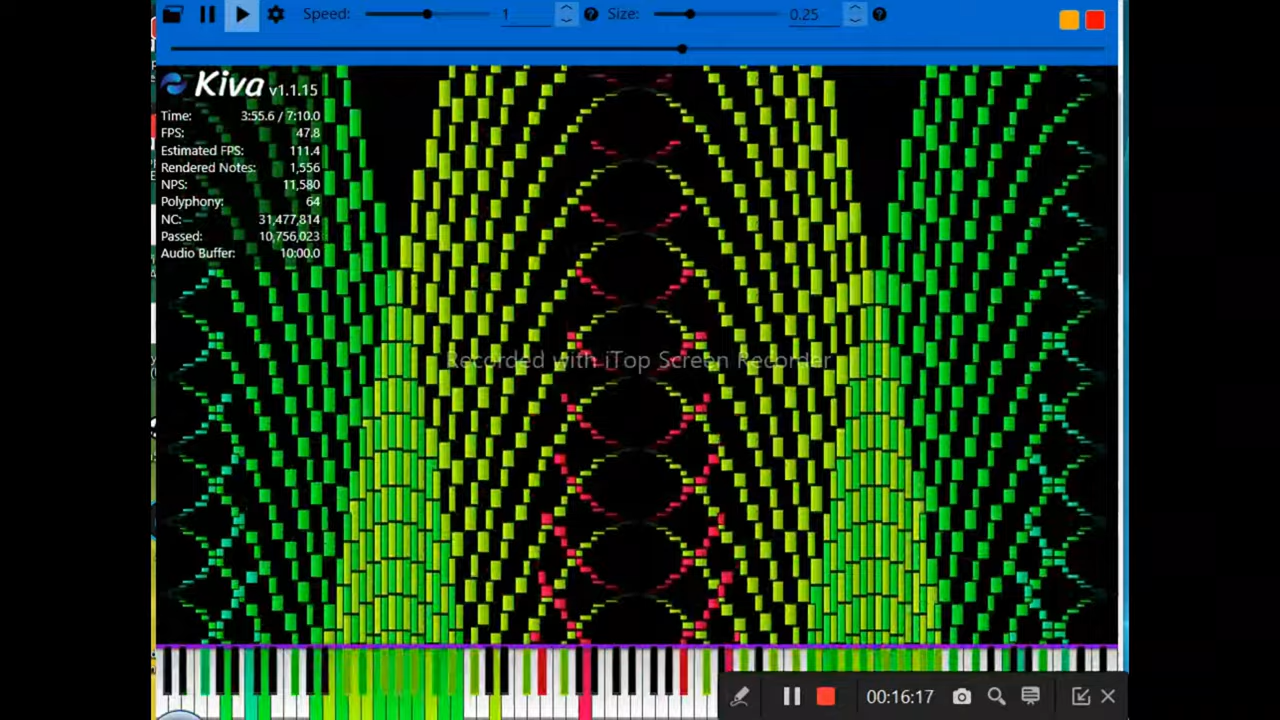 Speed: 1 Size: 0.25
Kiva v1.1.15
Time: 3:55.6 / 7:10.0
FPS: 47.8
Estimated FPS: 111.4
Rendered Notes: 1,556
NPS: 11,580
Polyphony: 64
NC: 31,477,814
Passed: 10,756,023
Audio Buffer: 10:00.0
Recorded with iTop Screen Recorder
00:16:17